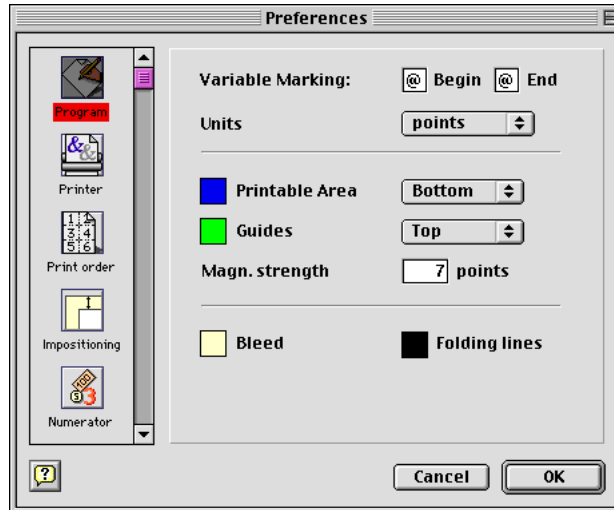 Preferences
Program
Printer
Print order
Impositioning
Numerator
Variable Marking: @ Begin @ End
Units points
Printable Area Bottom
Guides Top
Magn. strength 7 points
Bleed Folding lines
? Cancel OK